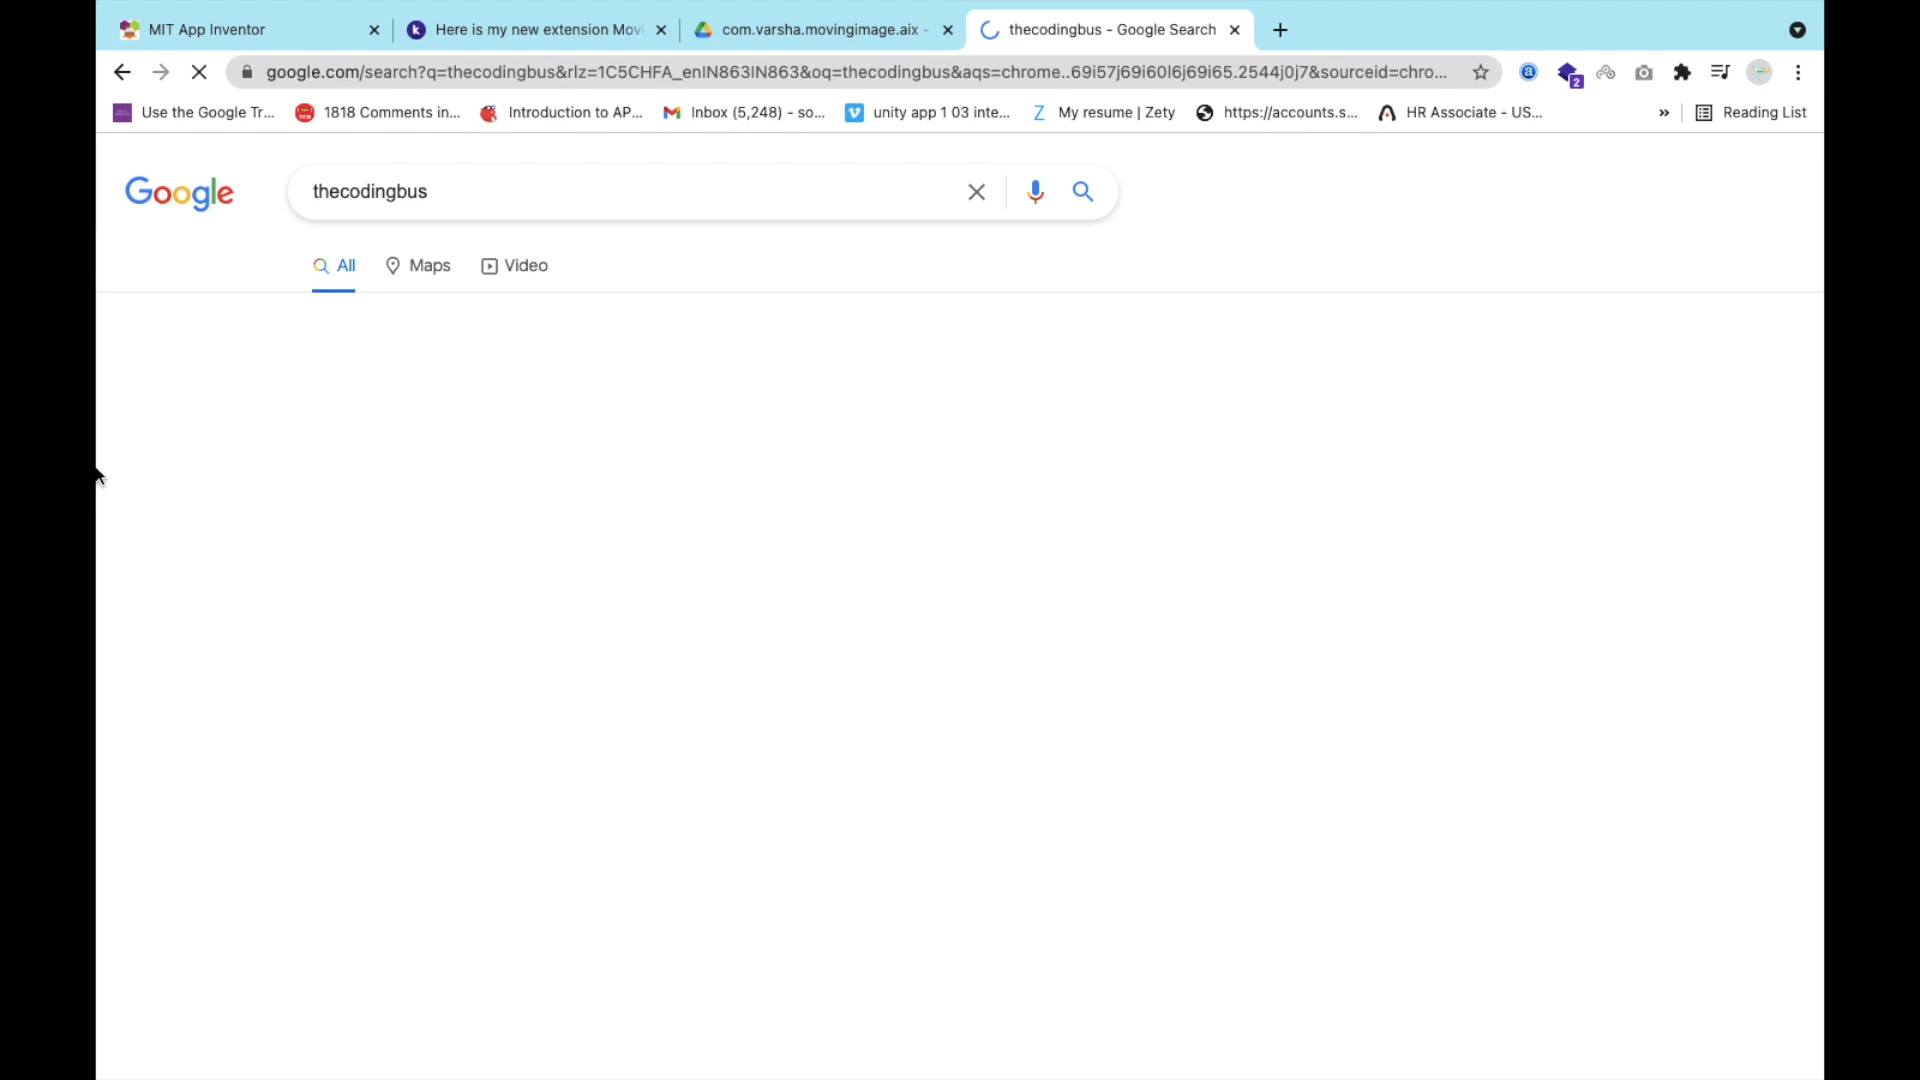 MIT App Inventor
Here is my new extension Mov
com.varsha.movingimage.aix -
thecodingbus - Google Search
google.com/search?q=thecodingbus&rlz=1C5CHFA_enIN863IN863&oq=thecodingbus&aqs=chrome..69i57j69i60l6j69i65.2544j0j7&sourceid=chro...
2
Use the Google Tr...
1818 Comments in...
Introduction to AP...
Inbox (5,248) - so...
unity app 1 03 inte...
My resume | Zety
https://accounts.s...
HR Associate - US...
»
Reading List
Google
thecodingbus
All
Maps
Video